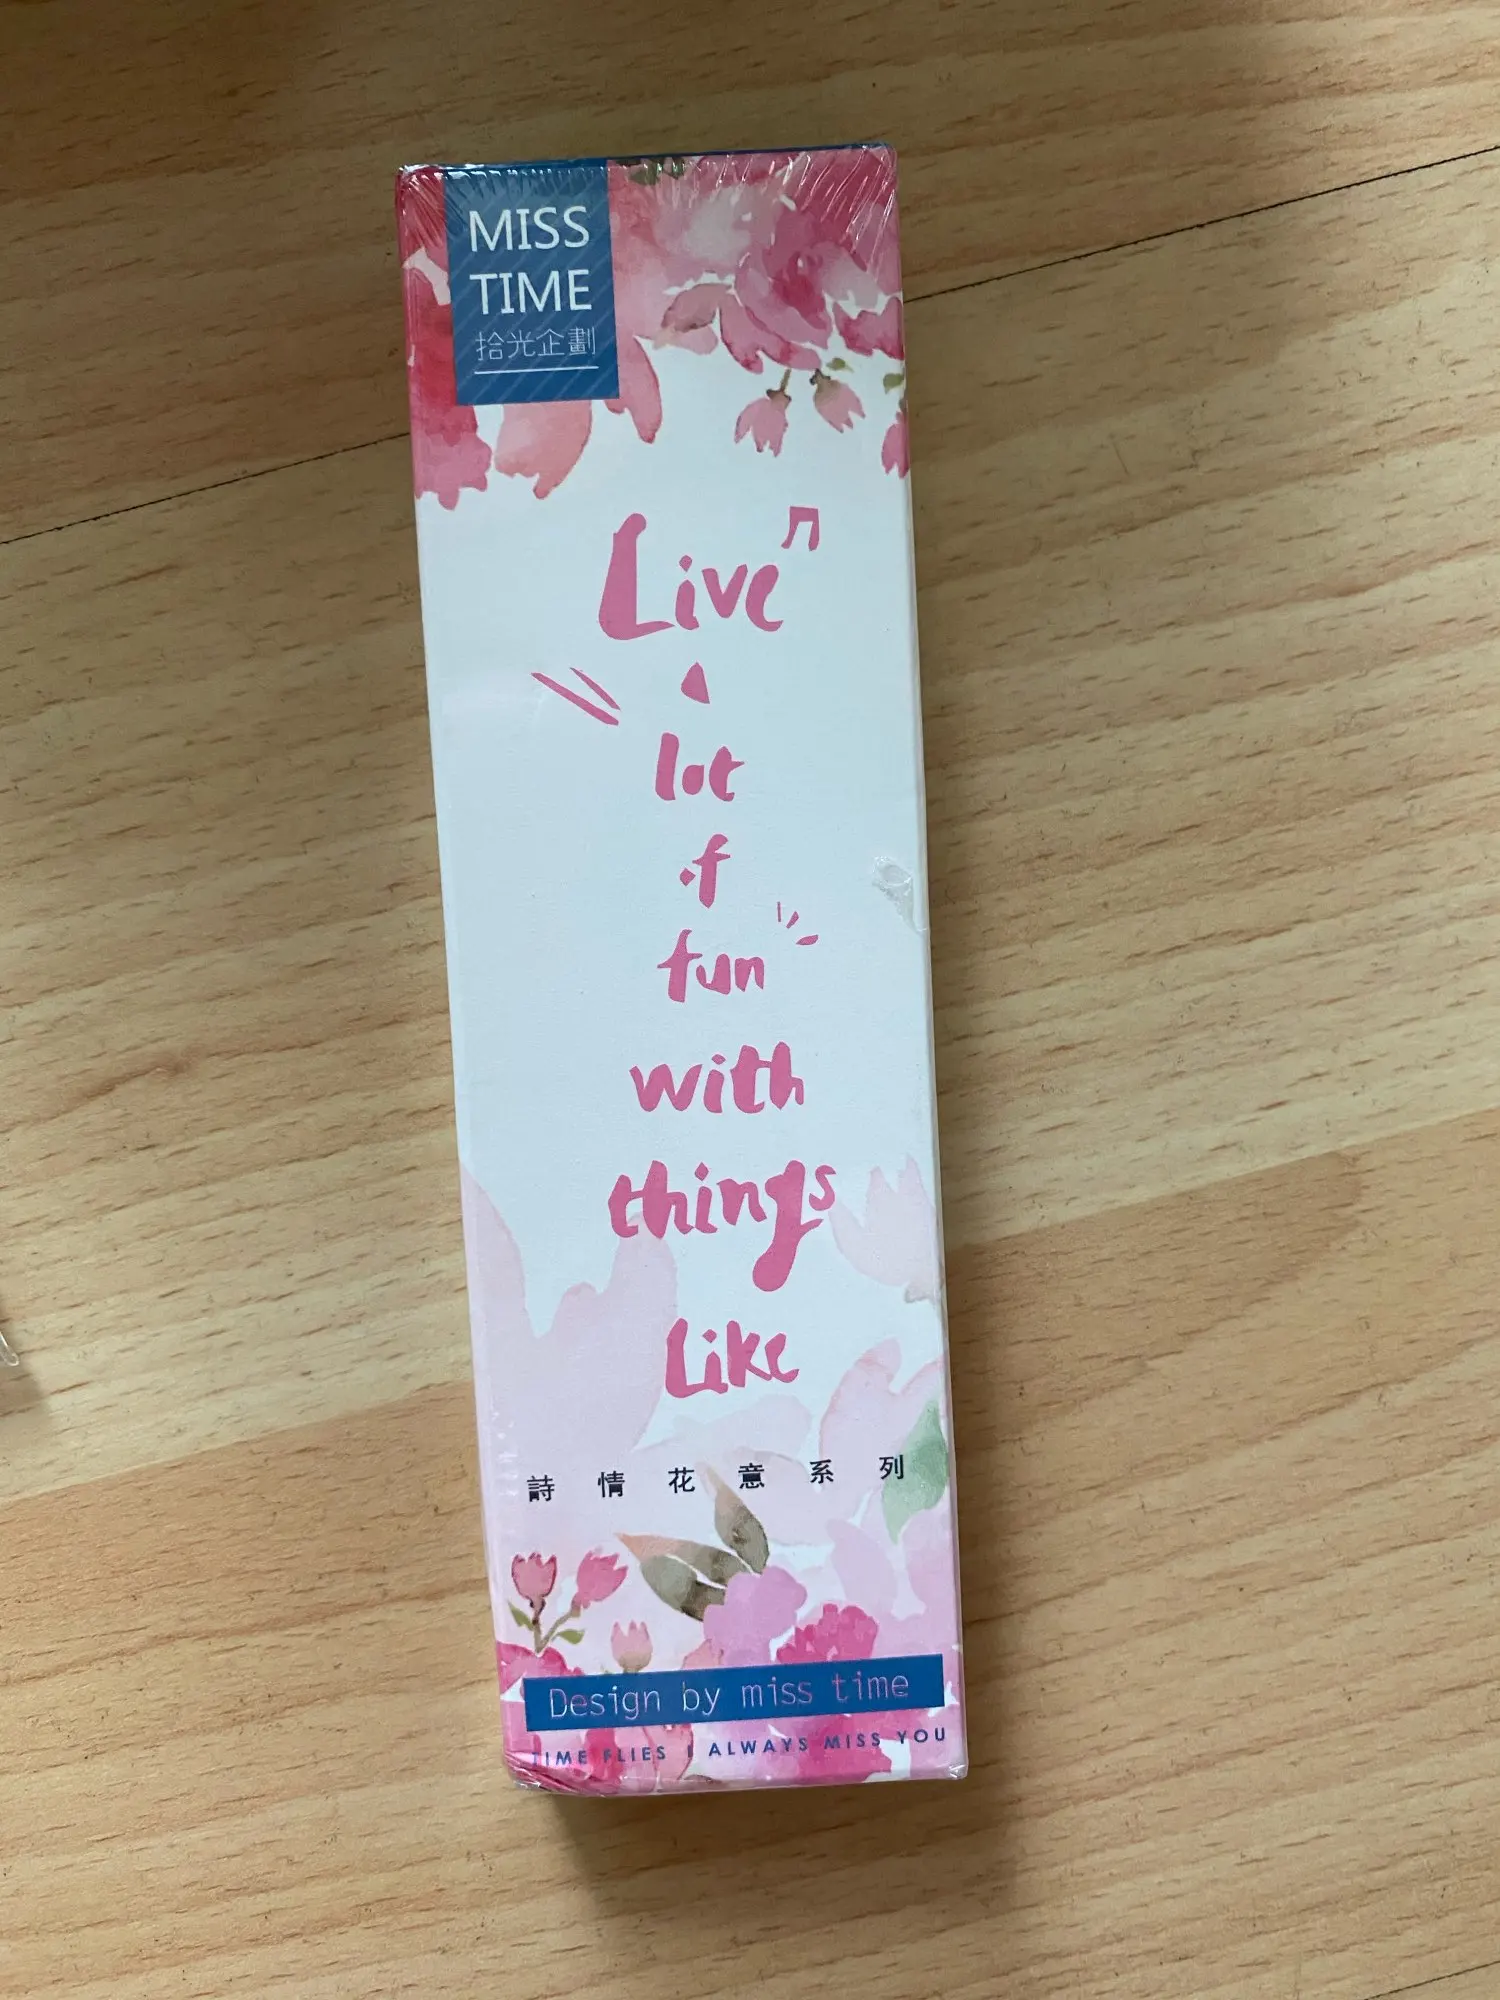 MISS
TIME
拾光企劃
Live
a
lot
of
fun
with
things
Like
詩情花意系列
Design by miss time
TIME FLIES I ALWAYS MISS YOU